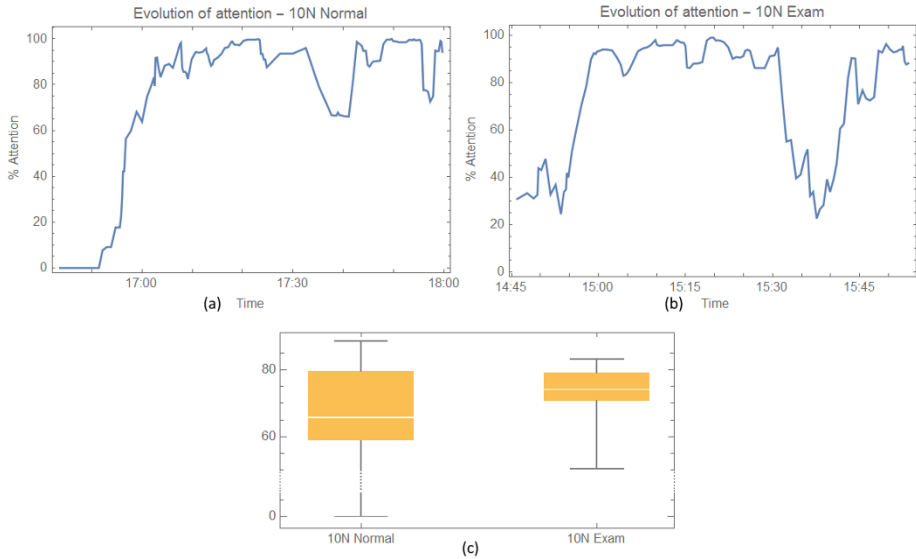 Evolution of attention – 10N Normal
100
80
60
40
20
0
% Attention
17:00
17:30
18:00
(a)
Time
Evolution of attention – 10N Exam
100
80
60
40
20
0
% Attention
14:45
15:00
15:15
15:30
15:45
(b)
Time
80
60
0
10N Normal
10N Exam
(c)